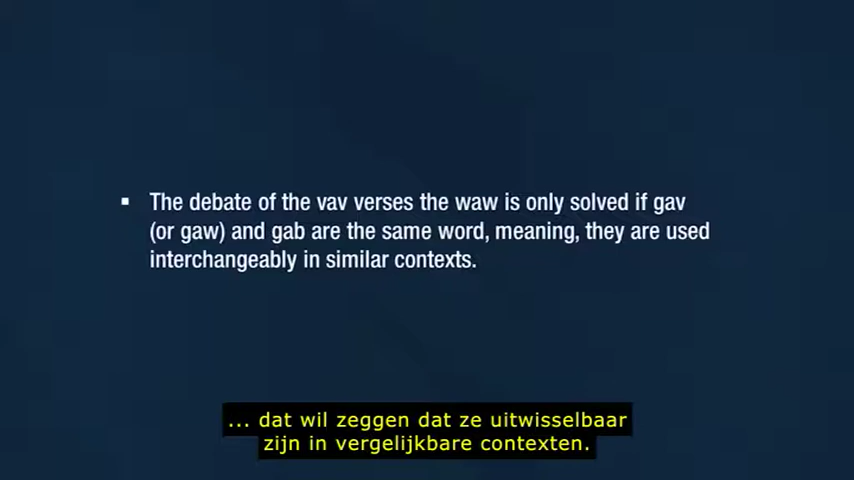 ▪ The debate of the vav verses the waw is only solved if gav
(or gaw) and gab are the same word, meaning, they are used
interchangeably in similar contexts.
... dat wil zeggen dat ze uitwisselbaar
zijn in vergelijkbare contexten.